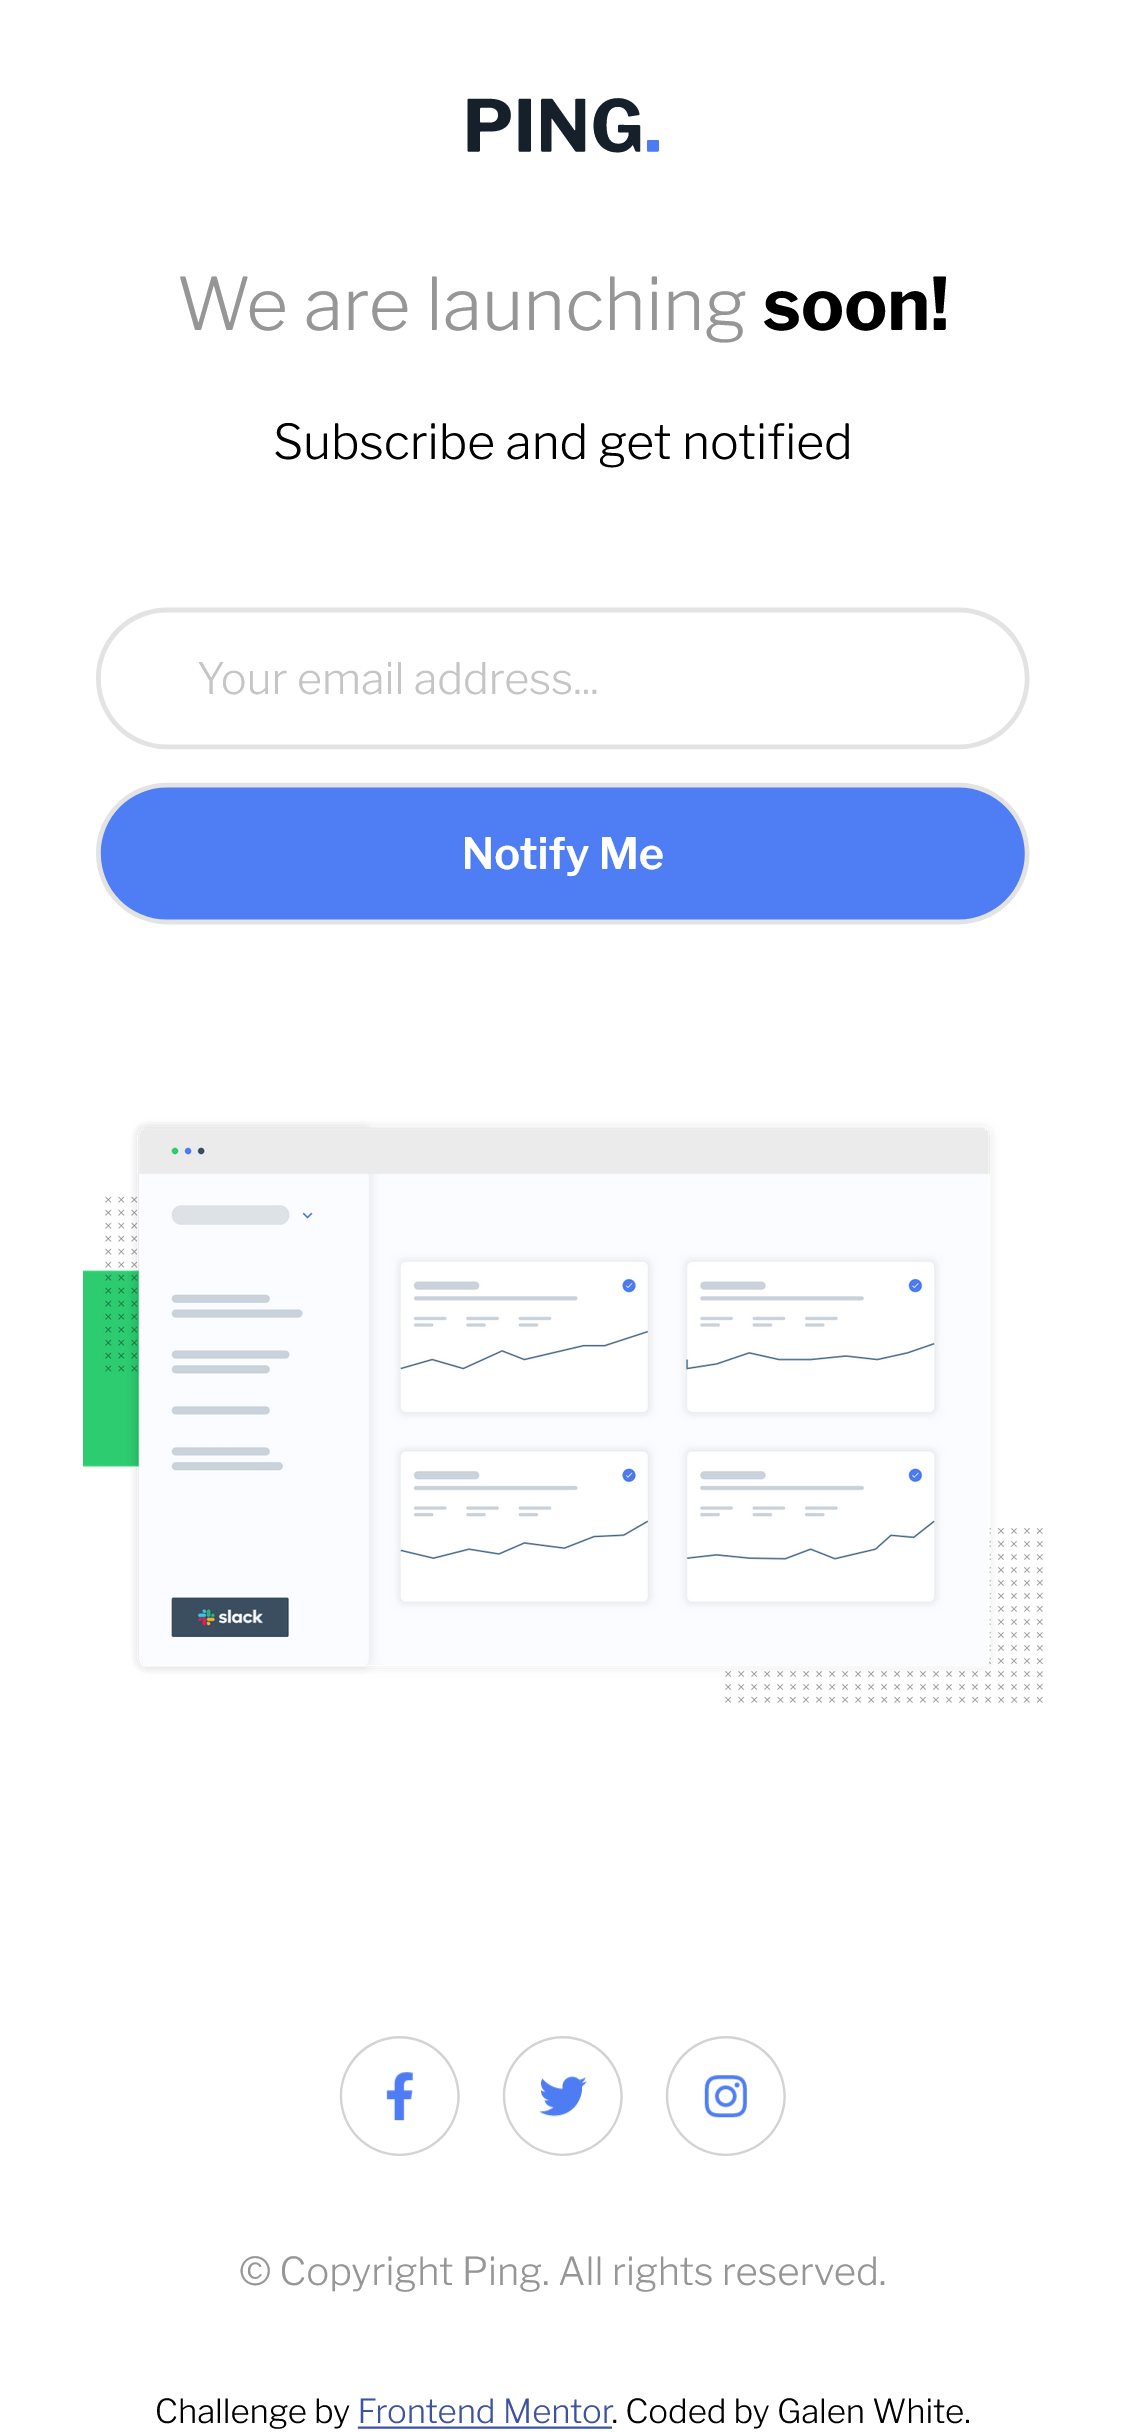 PING.
We are launching soon!
Subscribe and get notified
Your email address...
Notify Me
slack
© Copyright Ping. All rights reserved.
Challenge by Frontend Mentor. Coded by Galen White.